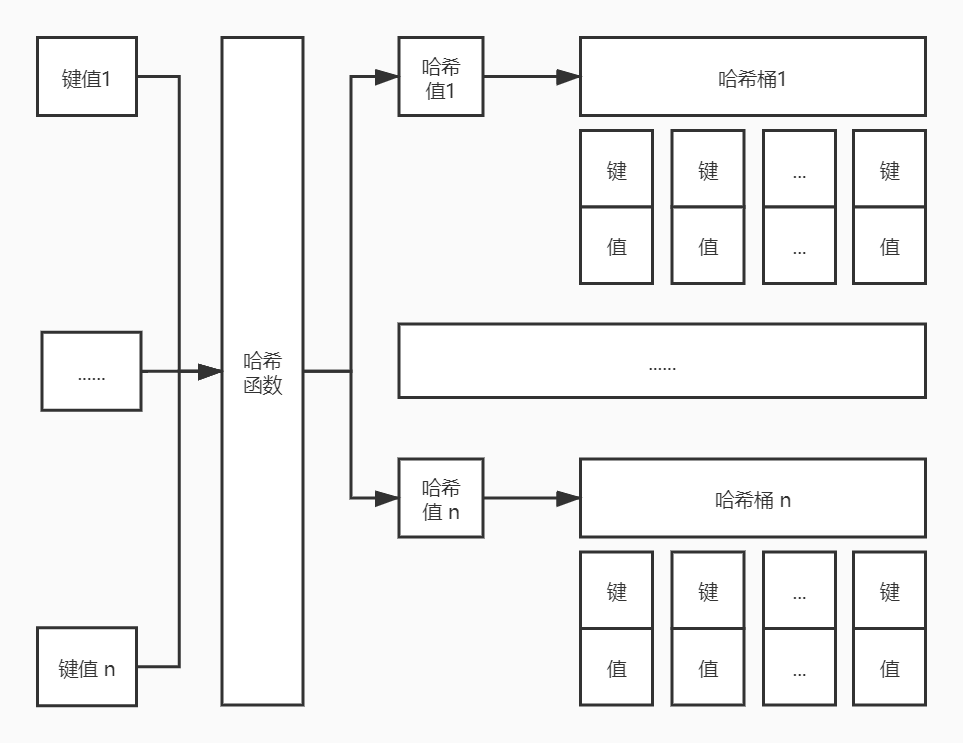 键值1
哈希
值1
哈希桶1
键
键
...
键
值
值
...
值
......
哈希
函数
......
哈希
值 n
哈希桶 n
键
键
...
键
值
值
...
值
键值 n